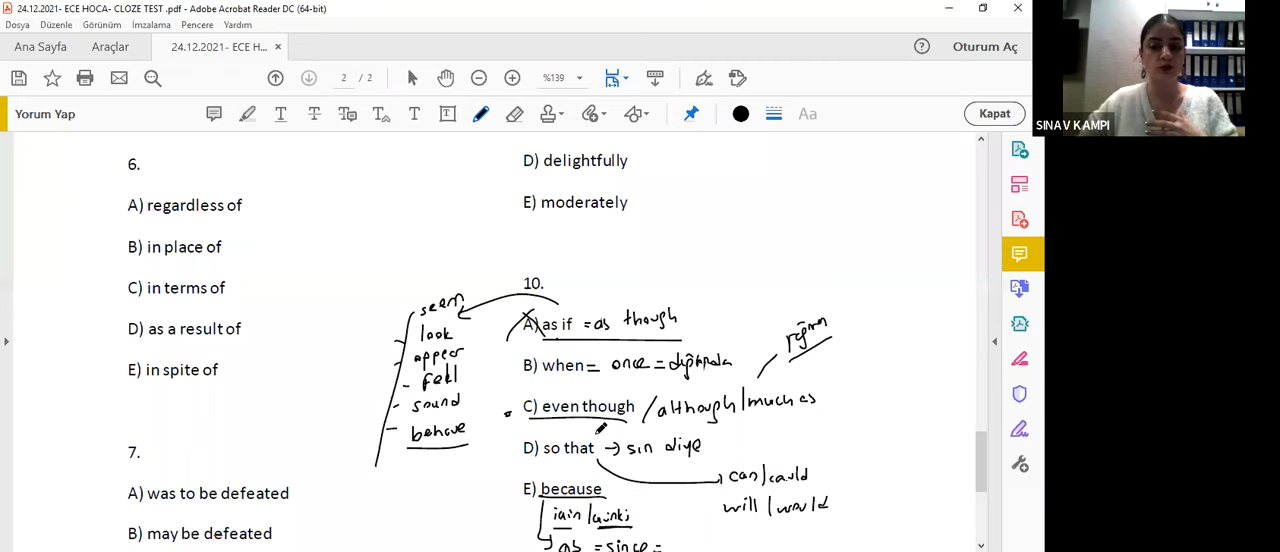 24.12.2021- ECE HOCA- CLOZE TEST .pdf - Adobe Acrobat Reader DC (64-bit)
Dosya Düzenle Görünüm İmzalama Pencere Yardım
Ana Sayfa Araçlar 24.12.2021- ECE H... × Oturum Aç
2 / 2 %139
Yorum Yap Aa Kapat
SINAV KAMPI
6.
A) regardless of
B) in place of
C) in terms of
D) as a result of
E) in spite of
7.
A) was to be defeated
B) may be defeated
seem
look
appear
feel
sound
behave
D) delightfully
E) moderately
10.
A) as if = as though
B) when = once =
C) even though / although / much as
rağmen
D) so that → sin diye
can / could
will / would
E) because
için / çünkü
as = since =